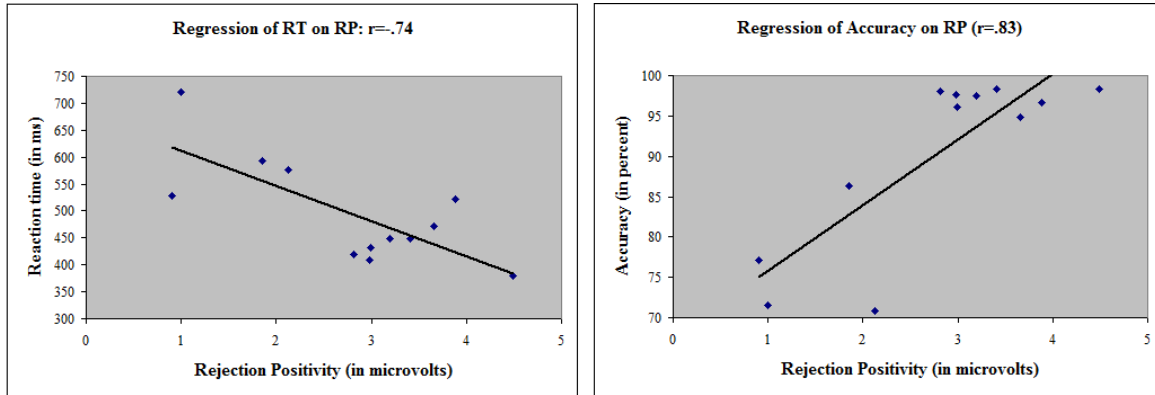 Regression of RT on RP: r=-.74
Reaction time (in ms)
750
700
650
600
550
500
450
400
350
300
0 1 2 3 4 5
Rejection Positivity (in microvolts)
Regression of Accuracy on RP (r=.83)
Accuracy (in percent)
100
95
90
85
80
75
70
0 1 2 3 4 5
Rejection Positivity (in microvolts)